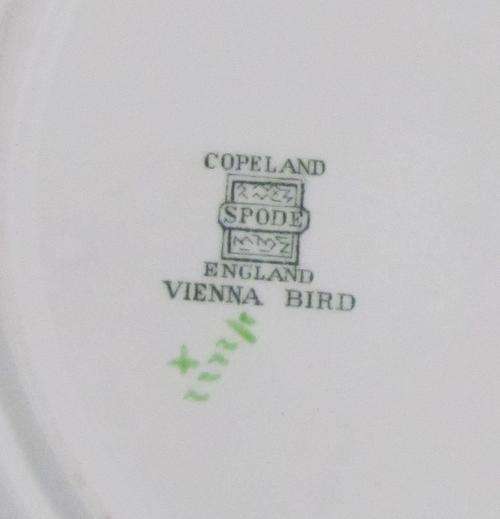 COPELAND
SPODE
ENGLAND
VIENNA BIRD